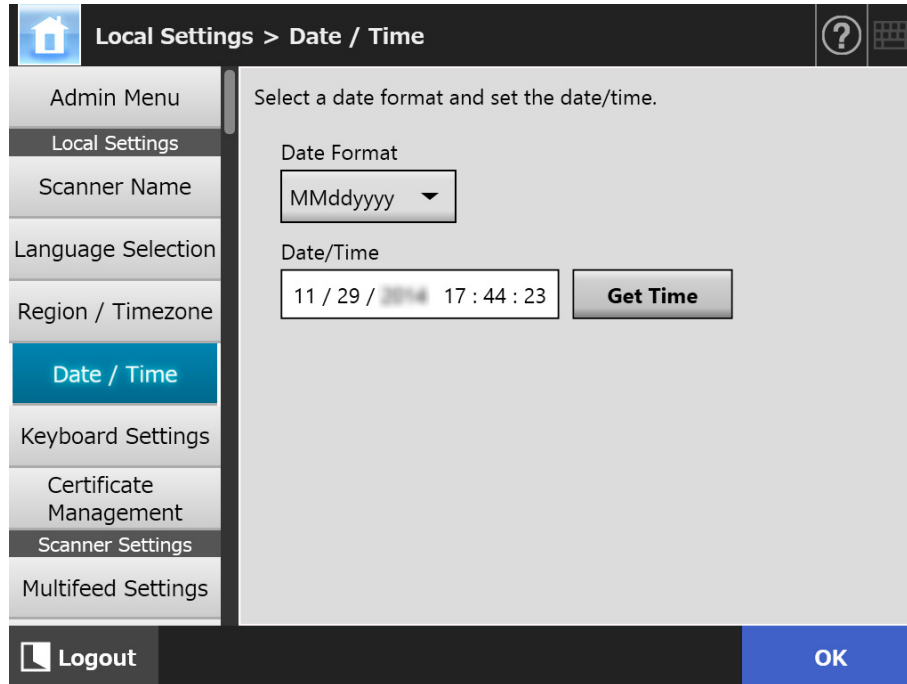 Local Settings > Date / Time
?
Admin Menu
Local Settings
Scanner Name
Language Selection
Region / Timezone
Date / Time
Keyboard Settings
Certificate
Management
Scanner Settings
Multifeed Settings
Select a date format and set the date/time.
Date Format
MMddyyyy
Date/Time
11 / 29 / 17 : 44 : 23
Get Time
Logout
OK